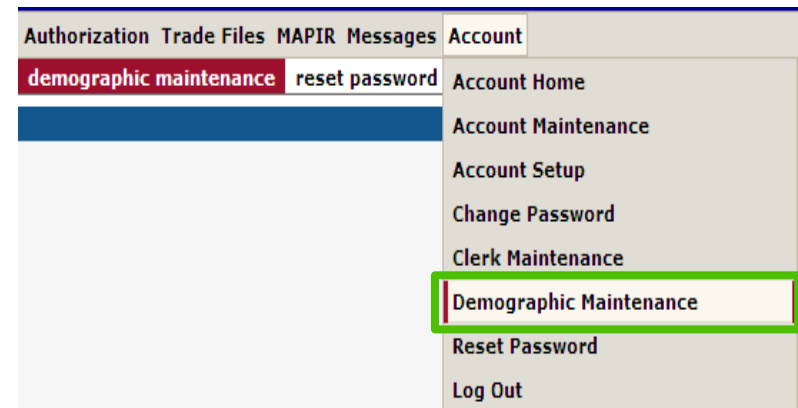 Authorization Trade Files MAPIR Messages Account
demographic maintenance reset password
Account Home
Account Maintenance
Account Setup
Change Password
Clerk Maintenance
Demographic Maintenance
Reset Password
Log Out